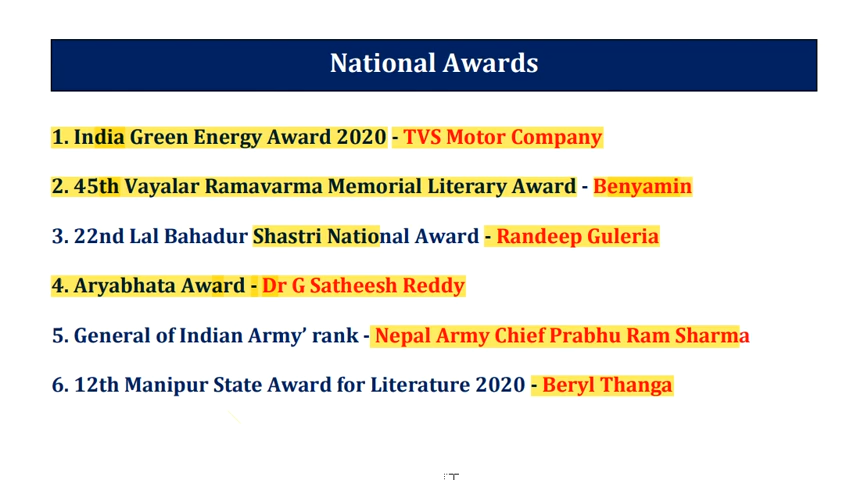 National Awards
1. India Green Energy Award 2020 - TVS Motor Company
2. 45th Vayalar Ramavarma Memorial Literary Award - Benyamin
3. 22nd Lal Bahadur Shastri National Award - Randeep Guleria
4. Aryabhata Award - Dr G Satheesh Reddy
5. General of Indian Army’ rank - Nepal Army Chief Prabhu Ram Sharma
6. 12th Manipur State Award for Literature 2020 - Beryl Thanga